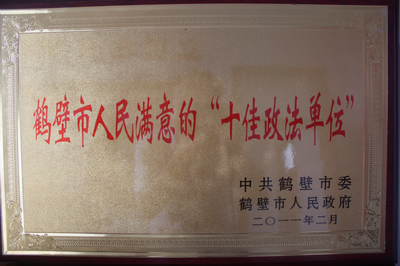 鹤壁市人民满意的“十佳政法单位”
中共鹤壁市委
鹤壁市人民政府
二〇一一年二月